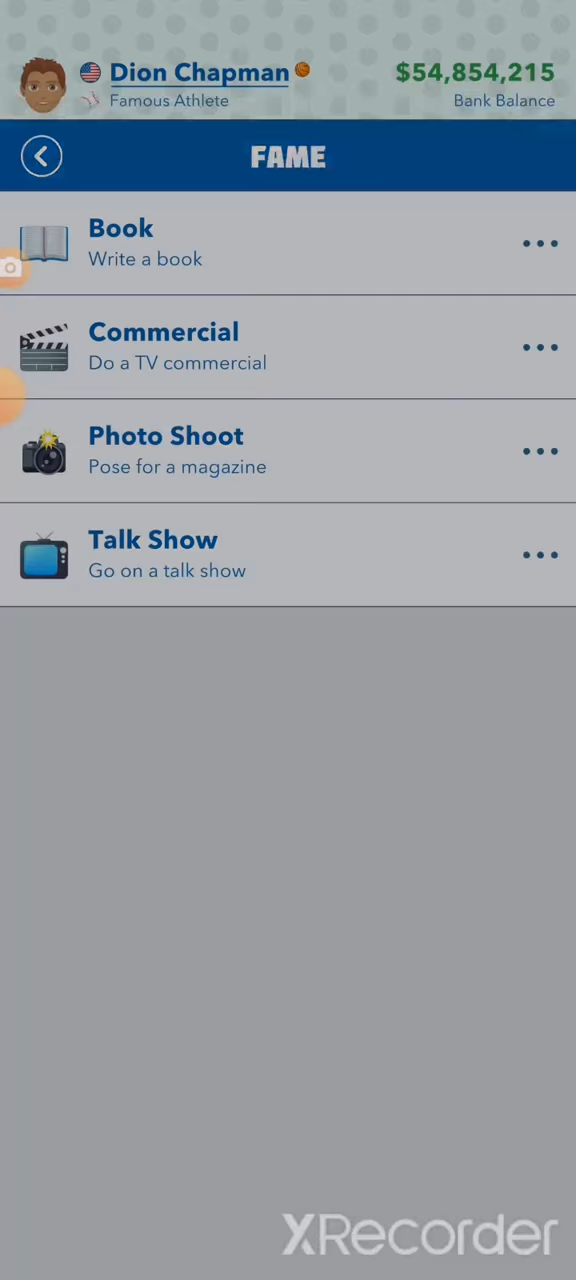 Dion Chapman
$54,854,215
Famous Athlete
Bank Balance
FAME
Book
Write a book
Commercial
Do a TV commercial
Photo Shoot
Pose for a magazine
Talk Show
Go on a talk show
XRecorder